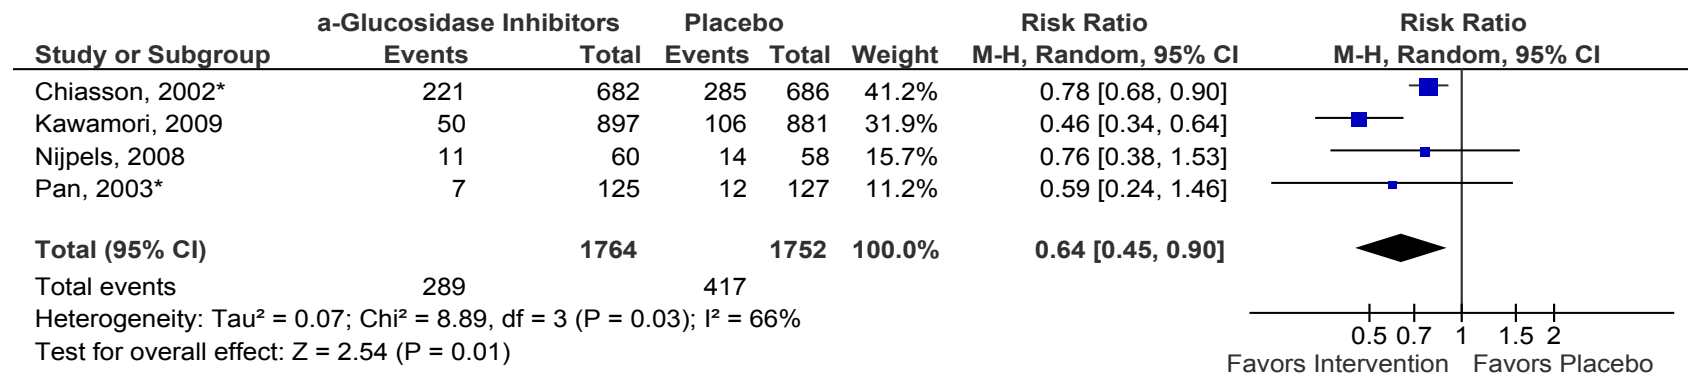 a-Glucosidase Inhibitors Placebo Risk Ratio Risk Ratio
Study or Subgroup Events Total Events Total Weight M-H, Random, 95% CI M-H, Random, 95% CI
Chiasson, 2002* 221 682 285 686 41.2% 0.78 [0.68, 0.90]
Kawamori, 2009 50 897 106 881 31.9% 0.46 [0.34, 0.64]
Nijpels, 2008 11 60 14 58 15.7% 0.76 [0.38, 1.53]
Pan, 2003* 7 125 12 127 11.2% 0.59 [0.24, 1.46]
Total (95% CI) 1764 1752 100.0% 0.64 [0.45, 0.90]
Total events 289 417
Heterogeneity: Tau² = 0.07; Chi² = 8.89, df = 3 (P = 0.03); I² = 66%
Test for overall effect: Z = 2.54 (P = 0.01)
0.5 0.7 1 1.5 2
Favors Intervention Favors Placebo